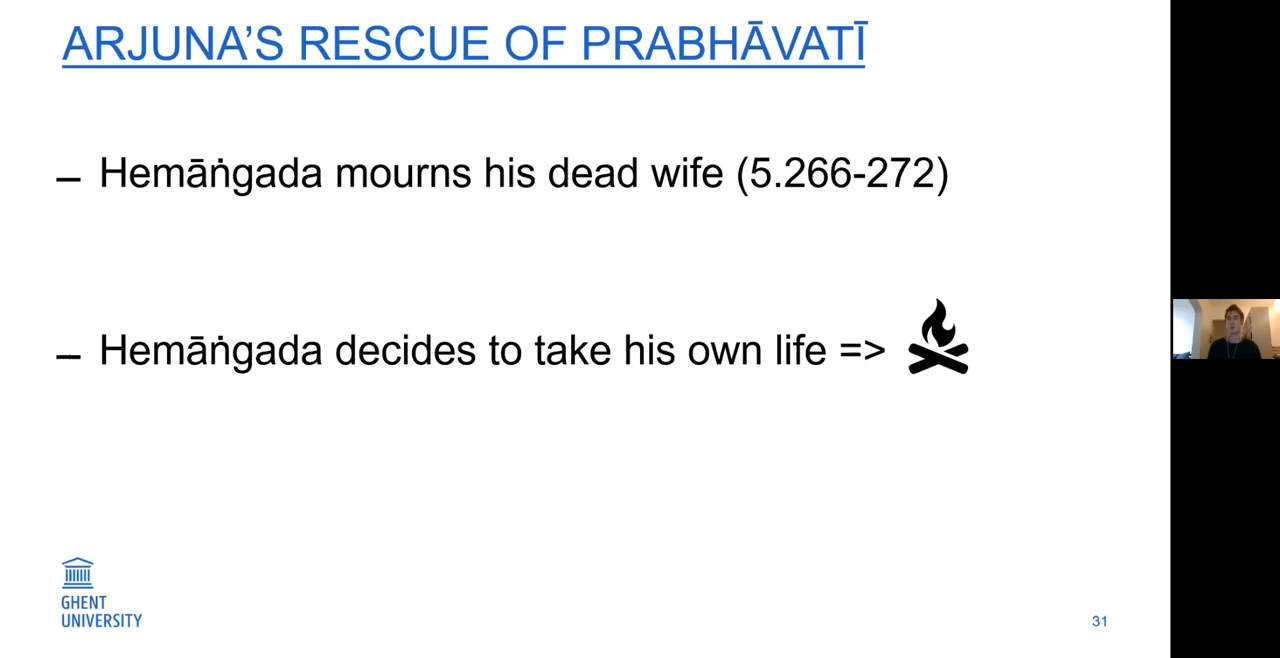 ARJUNA’S RESCUE OF PRABHĀVATĪ
– Hemāṅgada mourns his dead wife (5.266-272)
– Hemāṅgada decides to take his own life =>
GHENT
UNIVERSITY
31